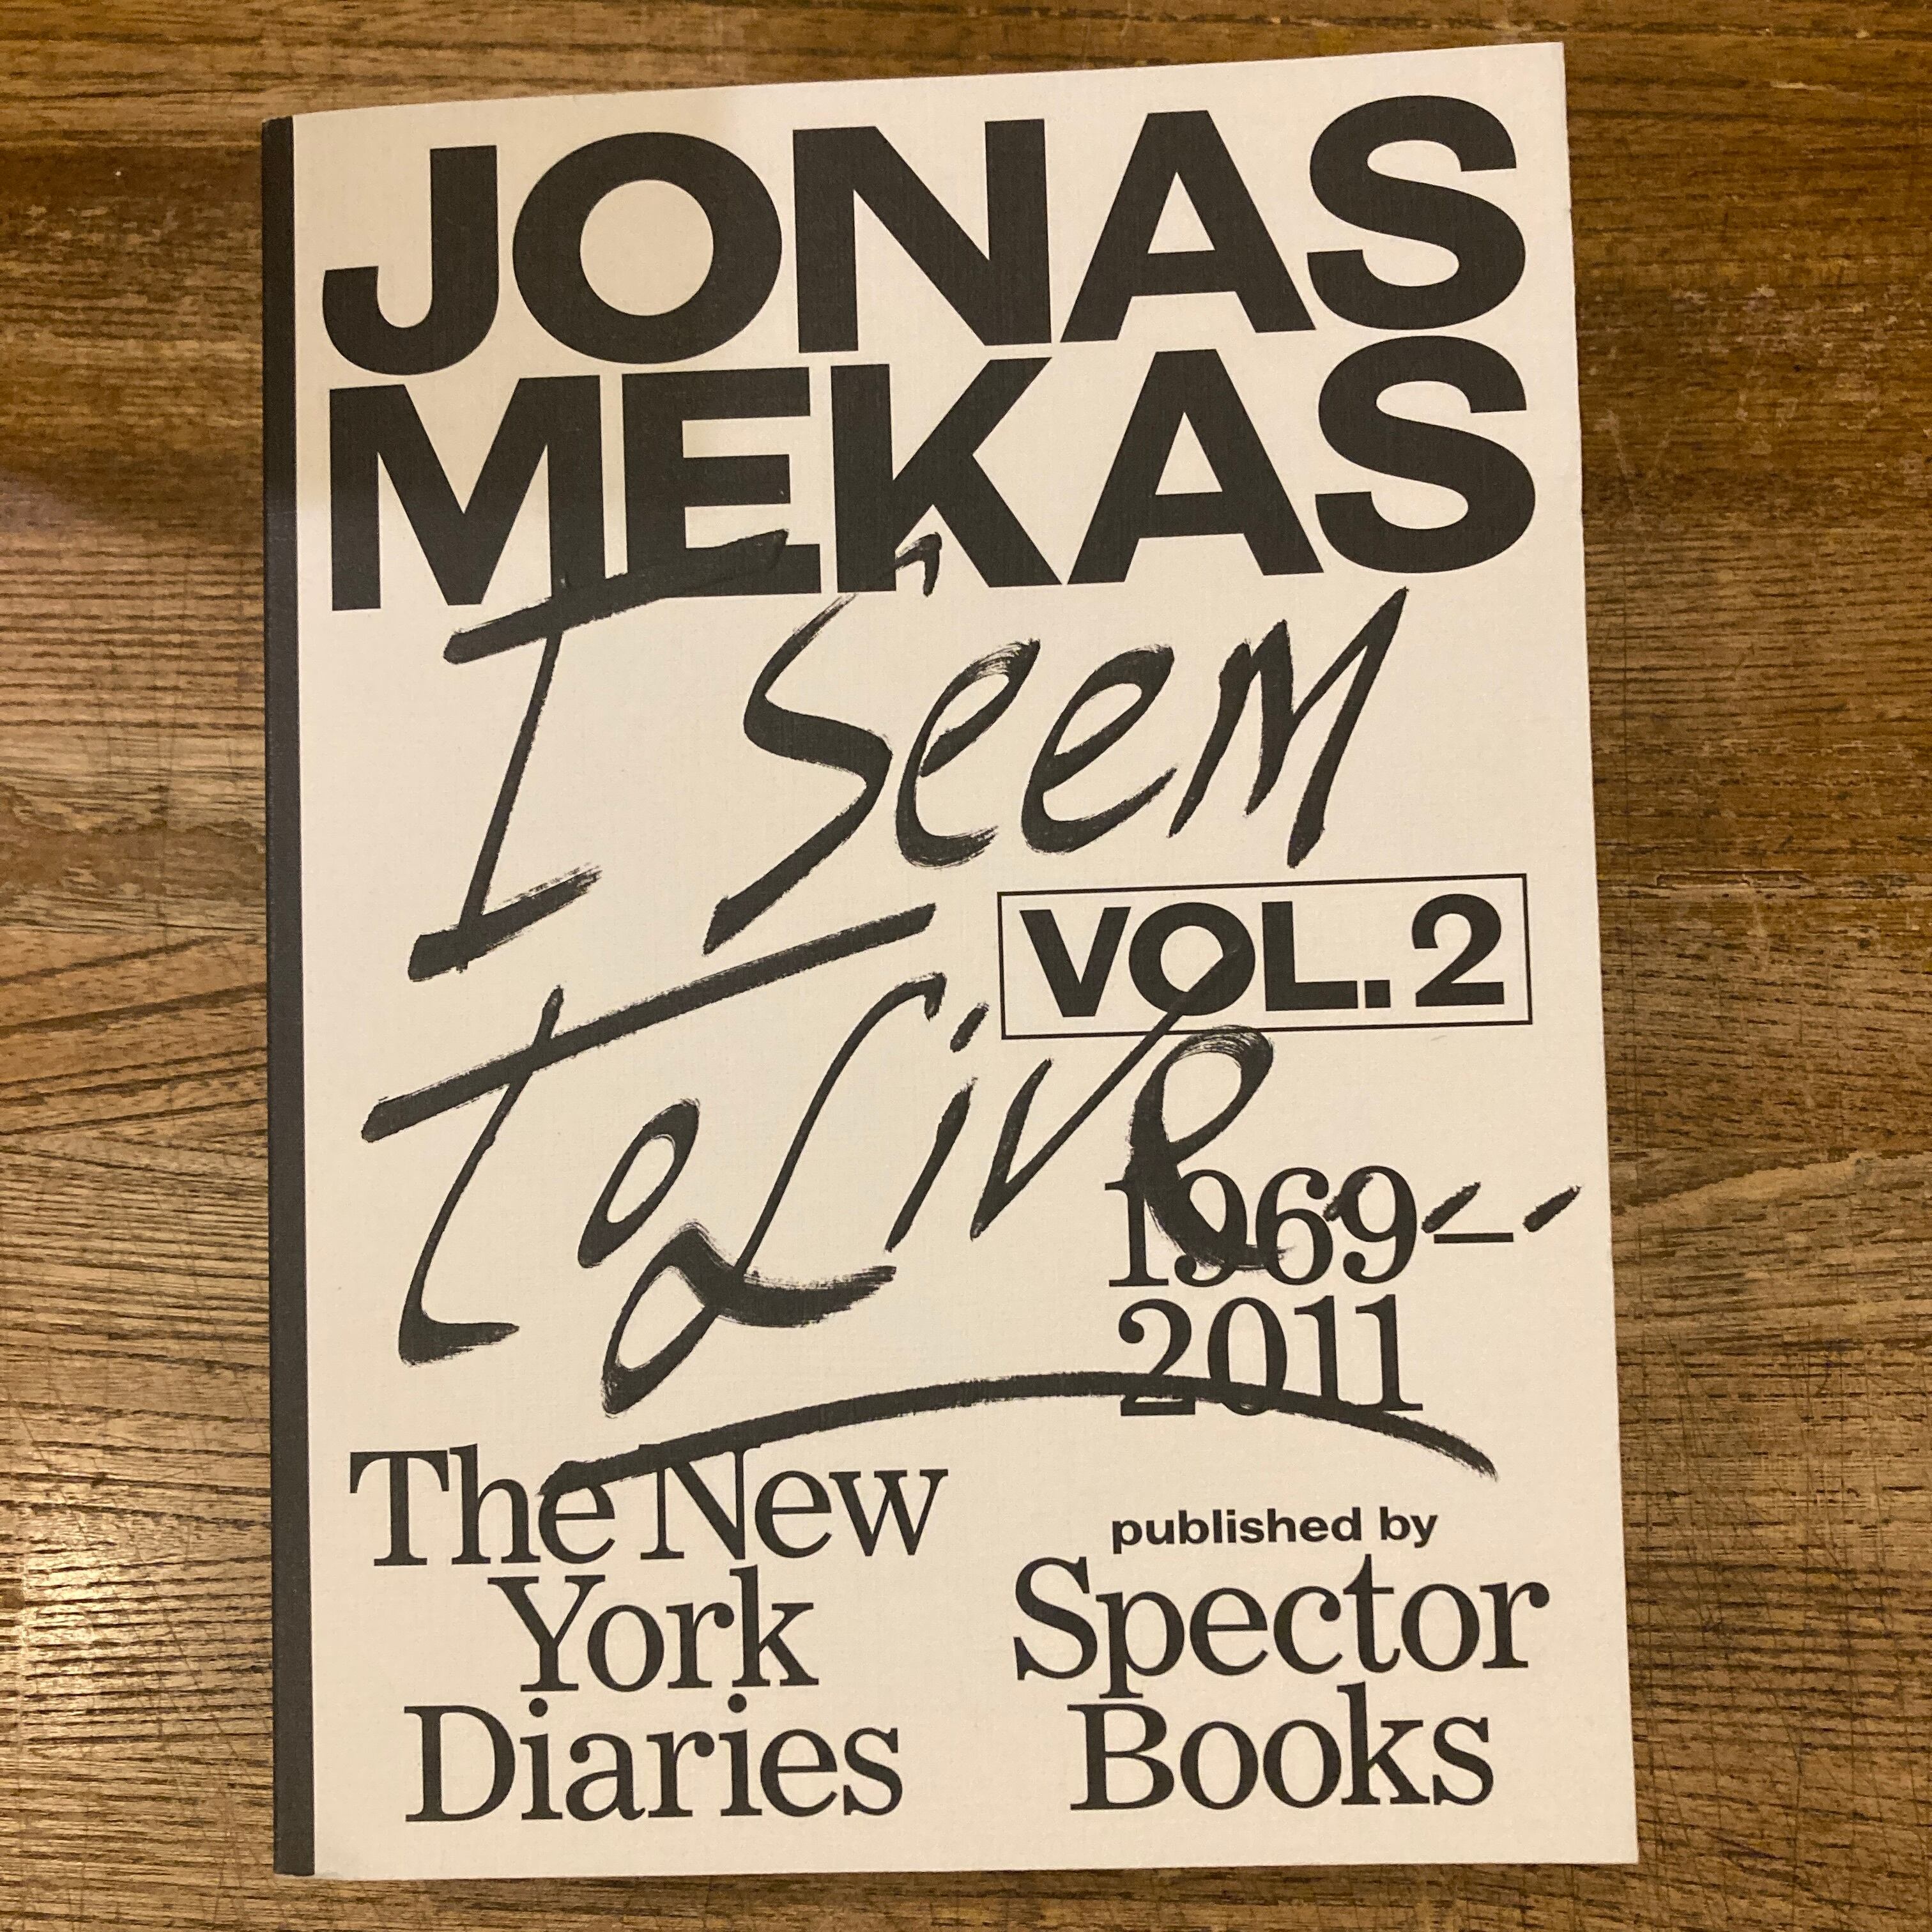 JONAS
MEKAS
I Seem
VOL. 2
To Live...
1969–
2011
The New
York
Diaries
published by
Spector
Books